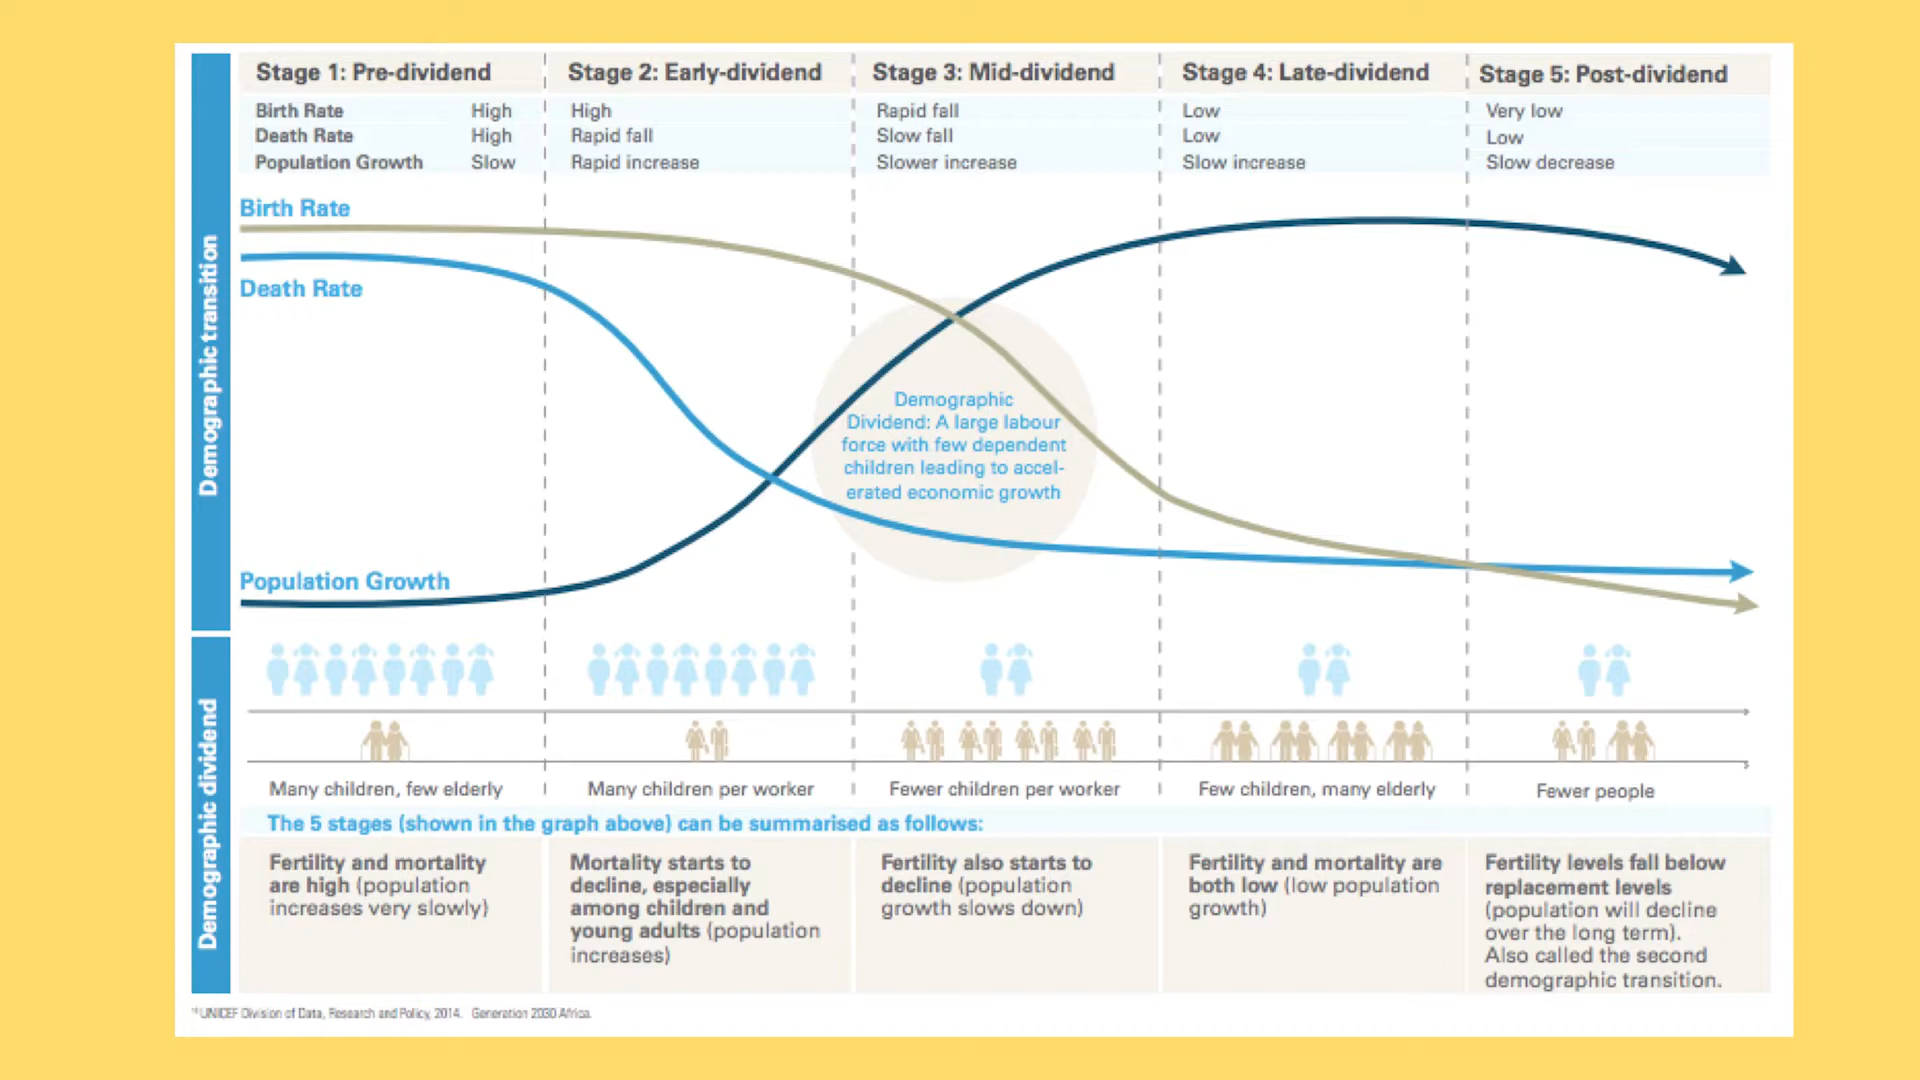 Stage 1: Pre-dividend
Stage 2: Early-dividend
Stage 3: Mid-dividend
Stage 4: Late-dividend
Stage 5: Post-dividend
Birth Rate High High Rapid fall Low Very low
Death Rate High Rapid fall Slow fall Low Low
Population Growth Slow Rapid increase Slower increase Slow increase Slow decrease
Demographic transition
Birth Rate
Death Rate
Demographic
Dividend: A large labour
force with few dependent
children leading to accel-
erated economic growth
Population Growth
Demographic dividend
Many children, few elderly
Many children per worker
Fewer children per worker
Few children, many elderly
Fewer people
The 5 stages (shown in the graph above) can be summarised as follows:
Fertility and mortality
are high (population
increases very slowly)
Mortality starts to
decline, especially
among children and
young adults (population
increases)
Fertility also starts to
decline (population
growth slows down)
Fertility and mortality are
both low (low population
growth)
Fertility levels fall below
replacement levels
(population will decline
over the long term).
Also called the second
demographic transition.
UNICEF Division of Data, Research and Policy, 2014. Generation 2030 Africa.